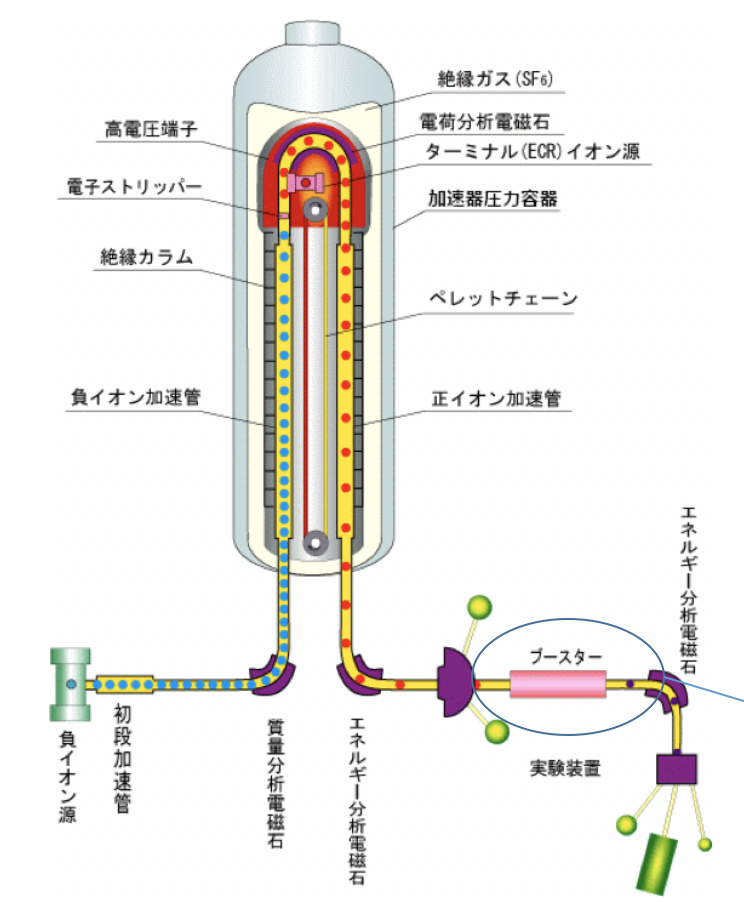 絶縁ガス(SF6)
高電圧端子
電荷分析電磁石
ターミナル(ECR)イオン源
電子ストリッパー
加速器圧力容器
絶縁カラム
ペレットチェーン
負イオン加速管
正イオン加速管
エネルギー分析電磁石
ブースター
実験装置
負イオン源
初段加速管
質量分析電磁石
エネルギー分析電磁石